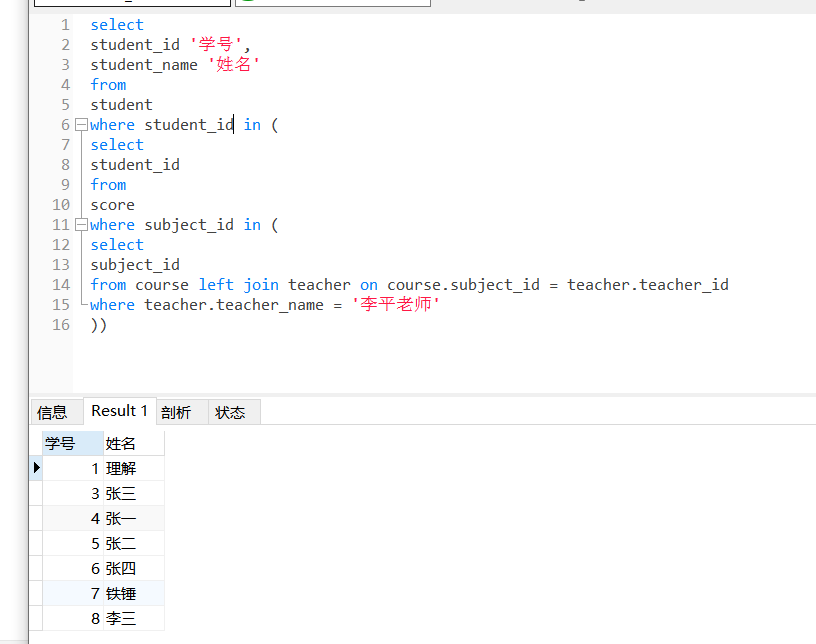 1 select
2 student_id '学号',
3 student_name '姓名'
4 from
5 student
6 where student_id in (
7 select
8 student_id
9 from
10 score
11 where subject_id in (
12 select
13 subject_id
14 from course left join teacher on course.subject_id = teacher.teacher_id
15 where teacher.teacher_name = '李平老师'
16 ))
信息 Result 1 剖析 状态
学号 姓名
1 理解
3 张三
4 张一
5 张二
6 张四
7 铁锤
8 李三